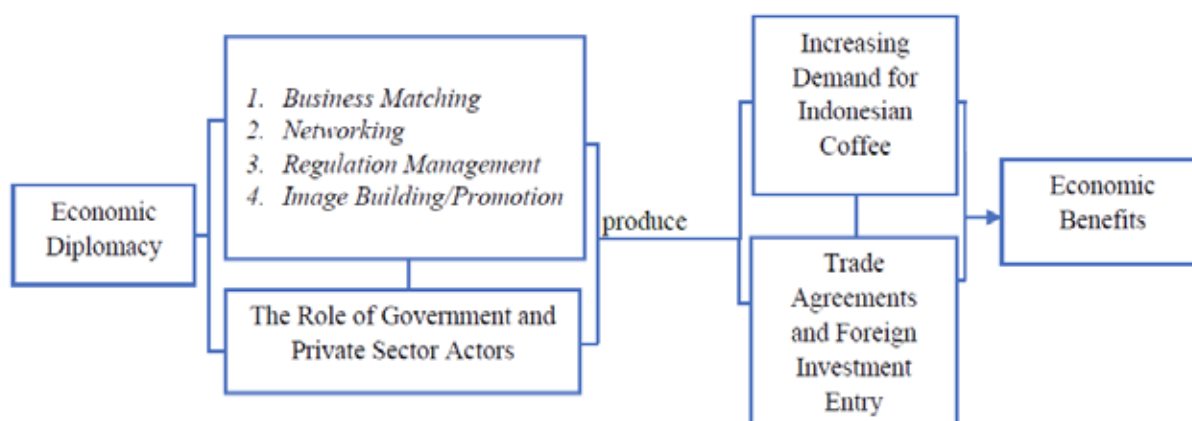 Economic
Diplomacy
1. Business Matching
2. Networking
3. Regulation Management
4. Image Building/Promotion
The Role of Government and
Private Sector Actors
produce
Increasing
Demand for
Indonesian
Coffee
Trade
Agreements
and Foreign
Investment
Entry
Economic
Benefits